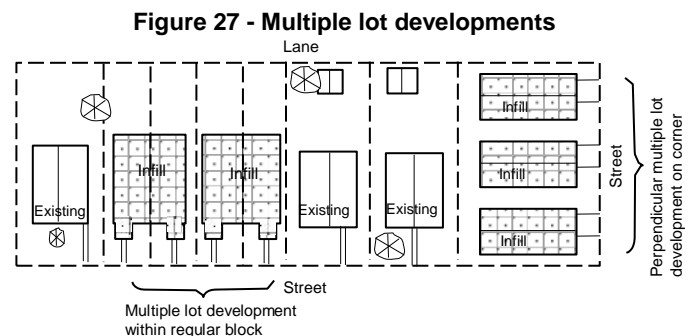 Figure 27 - Multiple lot developments
Lane
Infill
Infill
Infill
Infill
Infill
Existing
Existing
Existing
Street
Perpendicular multiple lot
development on corner
Street
Multiple lot development
within regular block